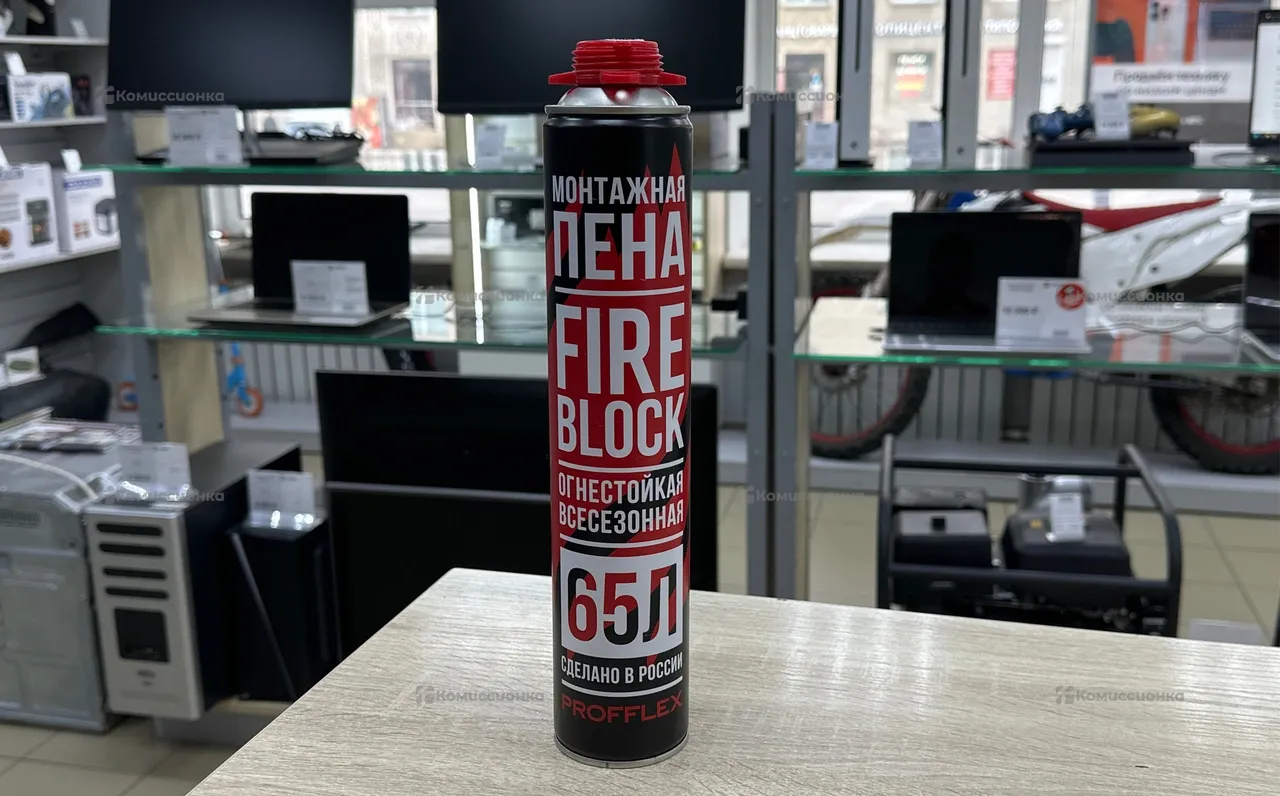 МОНТАЖНАЯ
ПЕНА
FIRE
BLOCK
ОГНЕСТОЙКАЯ
ВСЕСЕЗОННАЯ
65Л
СДЕЛАНО В РОССИИ
PROFFLEX
Комиссионка
Комиссионка
Комиссионка
Комиссионка
Комиссионка
Комиссионка
Комиссионка
Комиссионка